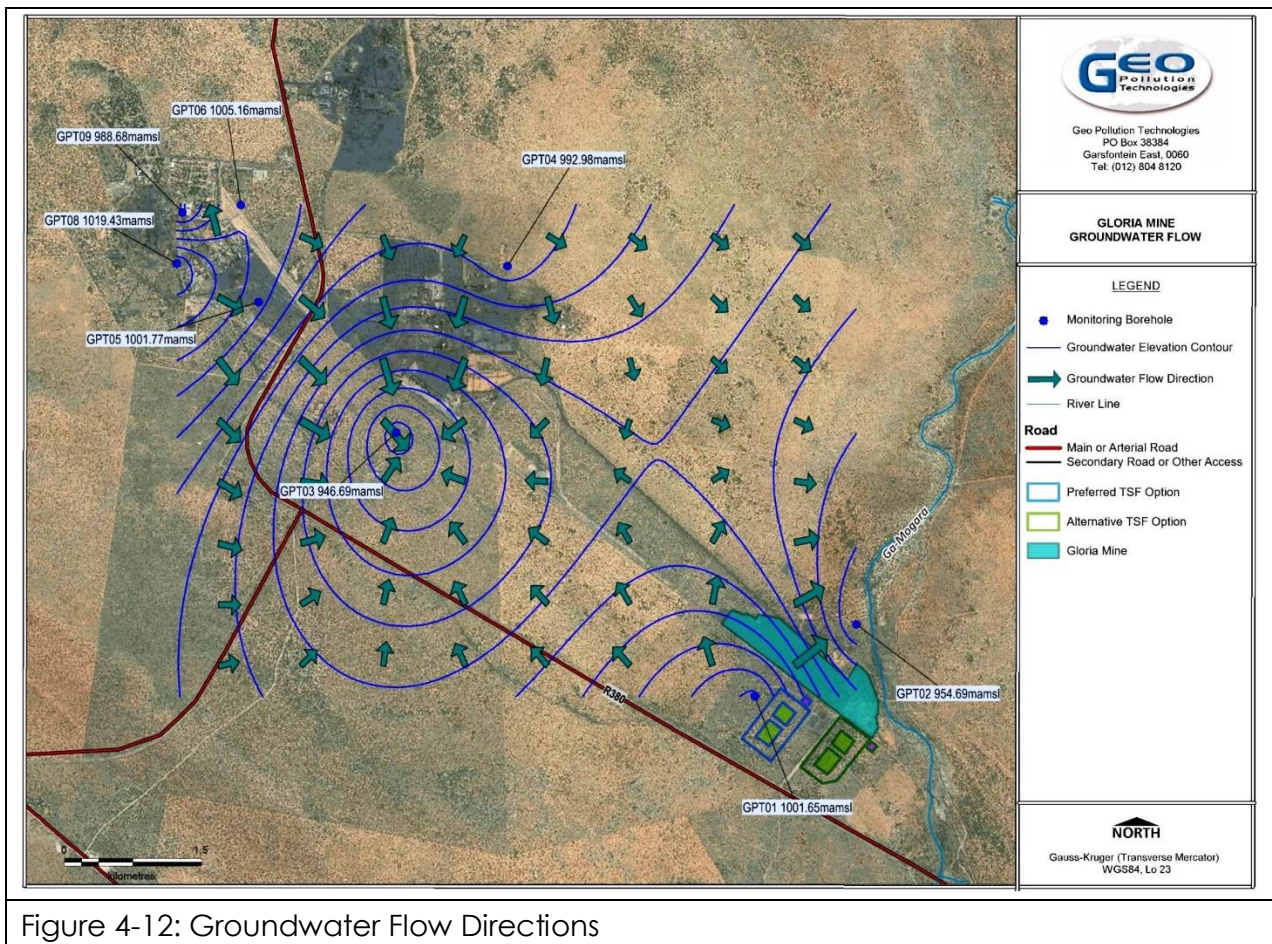 GPT06 1005.16mamsl
GPT09 988.68mamsl
GPT04 992.98mamsl
GPT08 1019.43mamsl
GPT05 1001.77mamsl
GPT03 946.69mamsl
Ga-Mogara
R380
GPT02 954.69mamsl
GPT01 1001.65mamsl
0 1.5
kilometres
GEO
Pollution
Technologies
Geo Pollution Technologies
PO Box 38384
Garsfontein East, 0060
Tel: (012) 804 8120
GLORIA MINE
GROUNDWATER FLOW
LEGEND
Monitoring Borehole
Groundwater Elevation Contour
Groundwater Flow Direction
River Line
Road
Main or Arterial Road
Secondary Road or Other Access
Preferred TSF Option
Alternative TSF Option
Gloria Mine
NORTH
Gauss-Kruger (Transverse Mercator)
WGS84, Lo 23
Figure 4-12: Groundwater Flow Directions